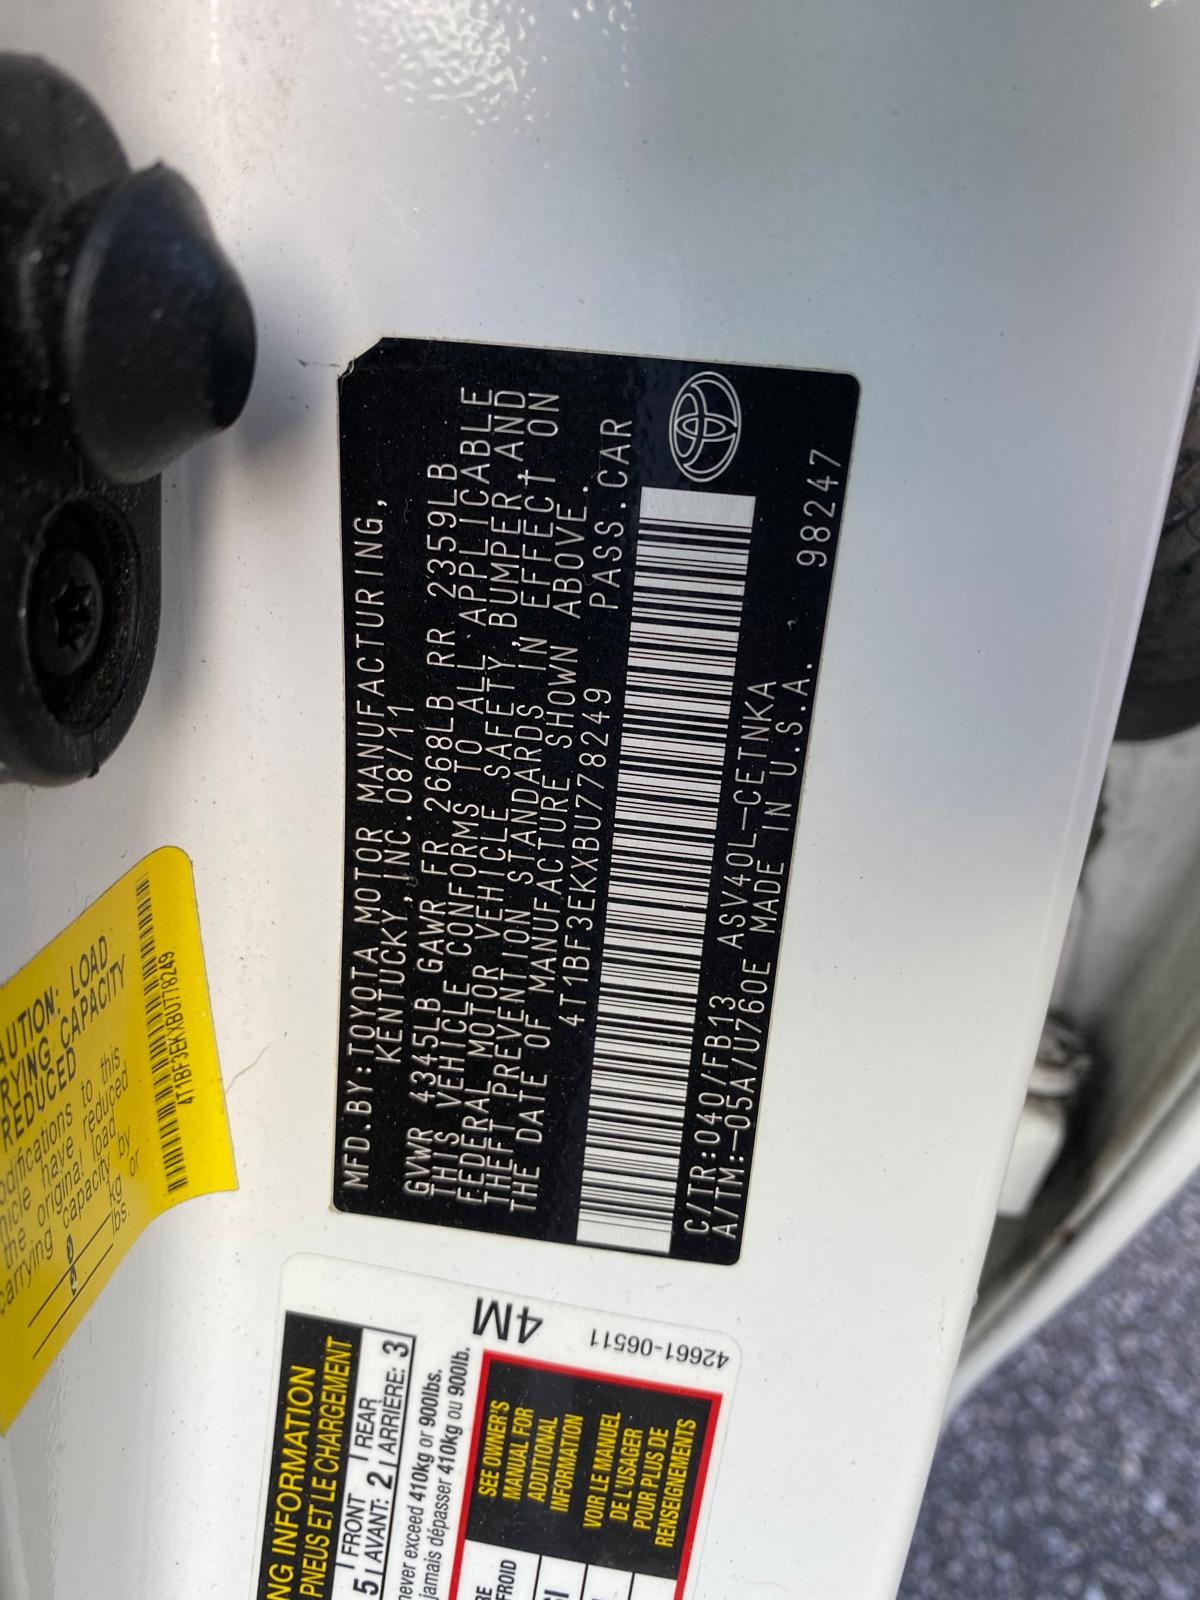 MFD.BY:TOYOTA MOTOR MANUFACTURING,
KENTUCKY, INC. 08/11
GVWR 4345LB GAWR FR 2668LB RR 2359LB
THIS VEHICLE CONFORMS TO ALL APPLICABLE
FEDERAL MOTOR VEHICLE SAFETY, BUMPER, AND
THEFT PREVENTION STANDARDS IN EFFECT ON
THE DATE OF MANUFACTURE SHOWN ABOVE.
4T1BF3EKXBU778249 PASS.CAR
C/TR:040/FB13 ASV40L-CETNKA
A/TM:-05A/U760E MADE IN U.S.A. 98247
CAUTION: LOAD
CARRYING CAPACITY
REDUCED
Modifications to this
vehicle have reduced
the original load
carrying capacity by
kg or
lbs.
4T1BF3EKXBU778249
4M
42661-06511
INFORMATION
PNEUS ET LE CHARGEMENT
5 FRONT REAR
AVANT: 2 ARRIÈRE: 3
never exceed 410kg or 900lbs.
jamais dépasser 410kg ou 900lb.
SEE OWNER'S
MANUAL FOR
ADDITIONAL
INFORMATION
VOIR LE MANUEL
DE L'USAGER
POUR PLUS DE
RENSEIGNEMENTS
FROID